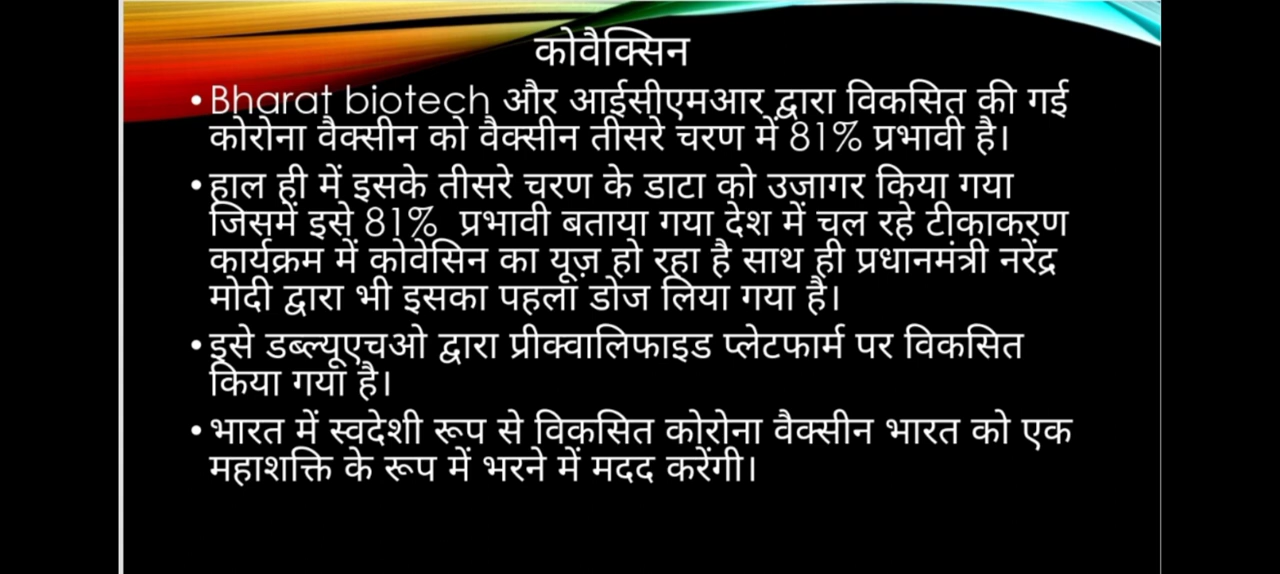 कोवैक्सिन
•Bharat biotech और आईसीएमआर द्वारा विकसित की गई
कोरोना वैक्सीन को वैक्सीन तीसरे चरण में 81% प्रभावी है।
•हाल ही में इसके तीसरे चरण के डाटा को उजागर किया गया
जिसमें इसे 81% प्रभावी बताया गया देश में चल रहे टीकाकरण
कार्यक्रम में कोवेसिन का यूज़ हो रहा है साथ ही प्रधानमंत्री नरेंद्र
मोदी द्वारा भी इसका पहला डोज लिया गया है।
•इसे डब्ल्यूएचओ द्वारा प्रीक्वालिफाइड प्लेटफार्म पर विकसित
किया गया है।
•भारत में स्वदेशी रूप से विकसित कोरोना वैक्सीन भारत को एक
महाशक्ति के रूप में भरने में मदद करेंगी।